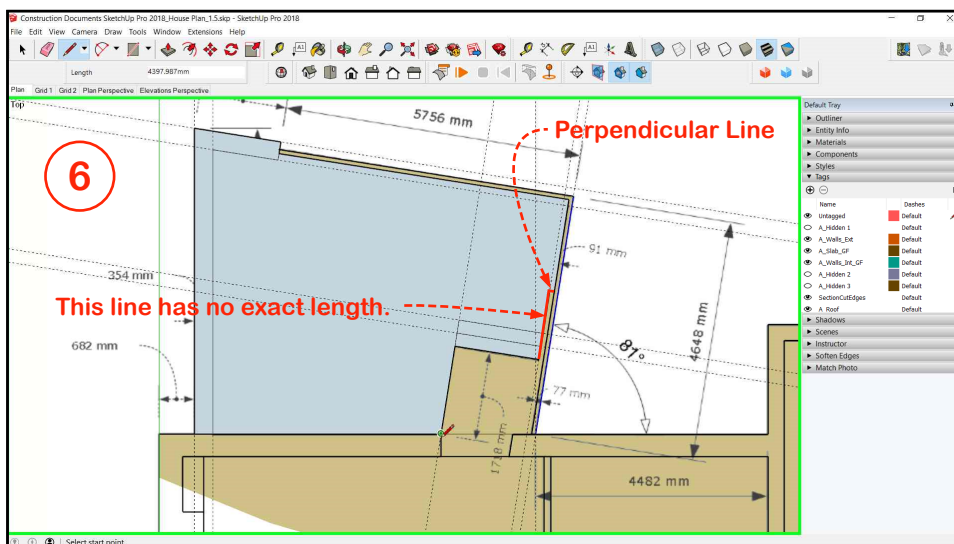 Construction Documents SketchUp Pro 2018_House Plan_1.5.skp - SketchUp Pro 2018
File Edit View Camera Draw Tools Window Extensions Help
A1
A1
Length 4397.987mm
Plan Grid 1 Grid 2 Plan Perspective Elevations Perspective
Top
6
5756 mm
Perpendicular Line
91 mm
354 mm
This line has no exact length.
682 mm
81°
4648 mm
77 mm
1718 mm
4482 mm
Default Tray
Outliner
Entity Info
Materials
Components
Styles
Tags
Name Dashes
Untagged Default
A_Hidden 1 Default
A_Walls_Ext Default
A_Slab_GF Default
A_Walls_Int_GF Default
A_Hidden 2 Default
A_Hidden 3 Default
SectionCutEdges Default
A_Roof Default
Shadows
Scenes
Instructor
Soften Edges
Match Photo
Select start point.